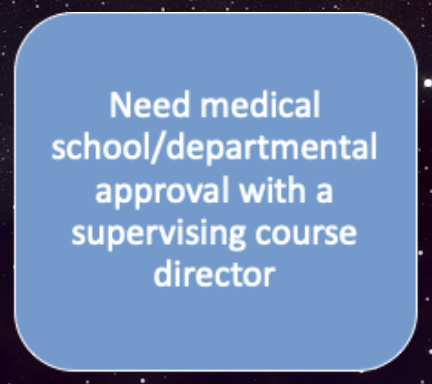 Need medical
school/departmental
approval with a
supervising course
director